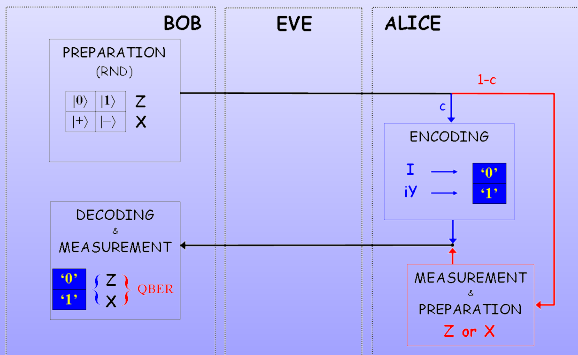 BOB EVE ALICE
PREPARATION
(RND)
|0⟩ |1⟩ Z
|+⟩ |−⟩ X
1-c
c
ENCODING
I '0'
iY '1'
DECODING
&
MEASUREMENT
'0' { Z }
'1' { X } QBER
MEASUREMENT
&
PREPARATION
Z or X